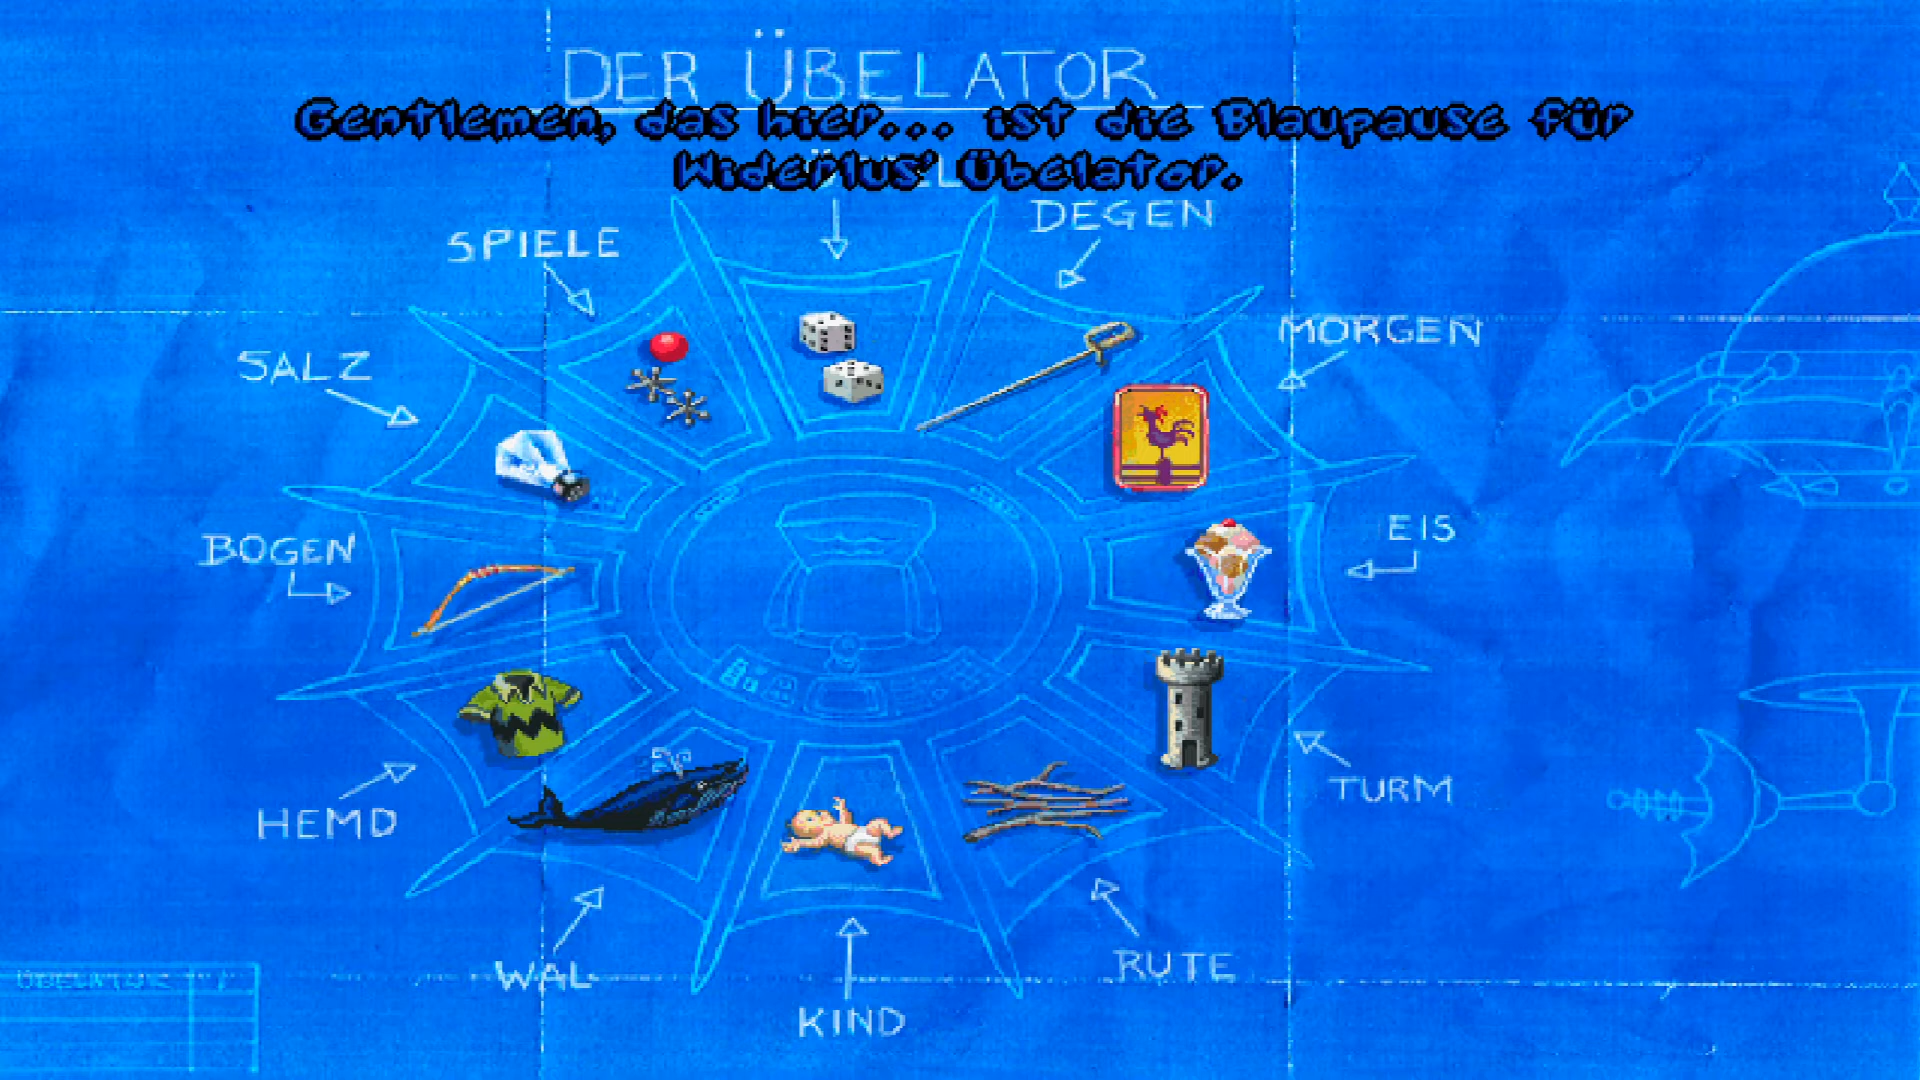 DER ÜBELATOR
Gentlemen, das hier... ist die Blaupause für
Widerlus' Übelator.
DEGEN
SPIELE
MORGEN
SALZ
EIS
BOGEN
TURM
HEMD
RUTE
WAL
KIND